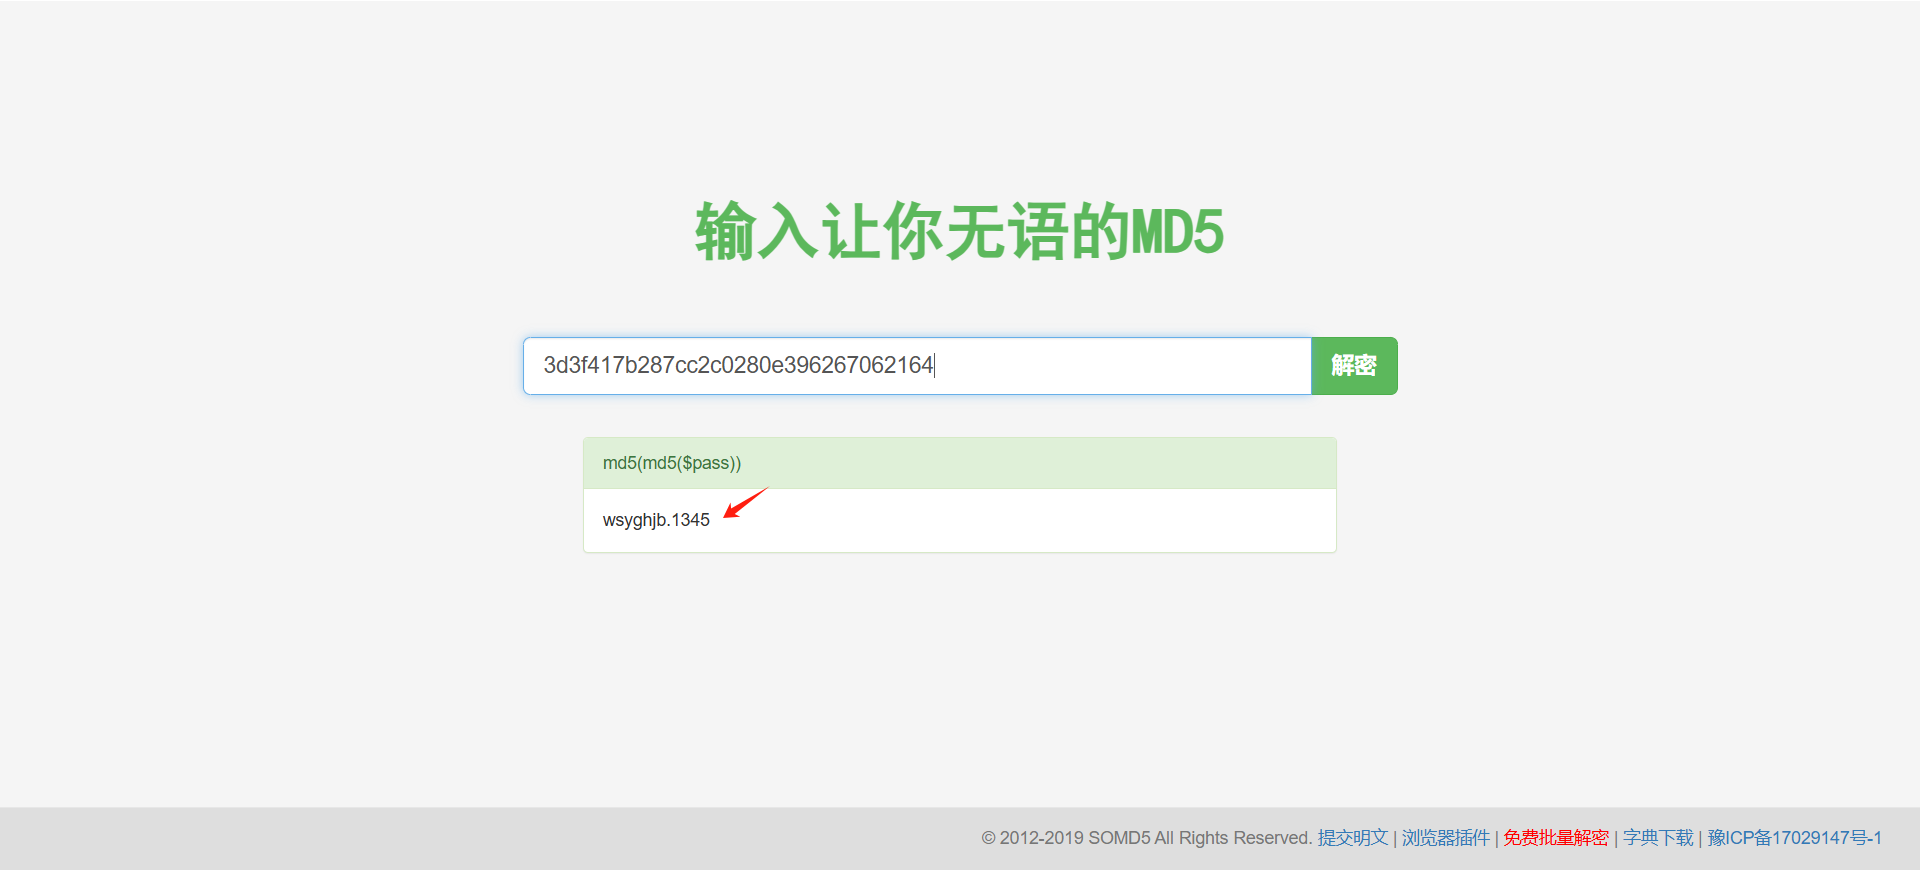 输入让你无语的MD5
3d3f417b287cc2c0280e396267062164
解密
md5(md5($pass))
wsyghjb.1345
© 2012-2019 SOMD5 All Rights Reserved. 提交明文 | 浏览器插件 | 免费批量解密 | 字典下载 | 豫ICP备17029147号-1